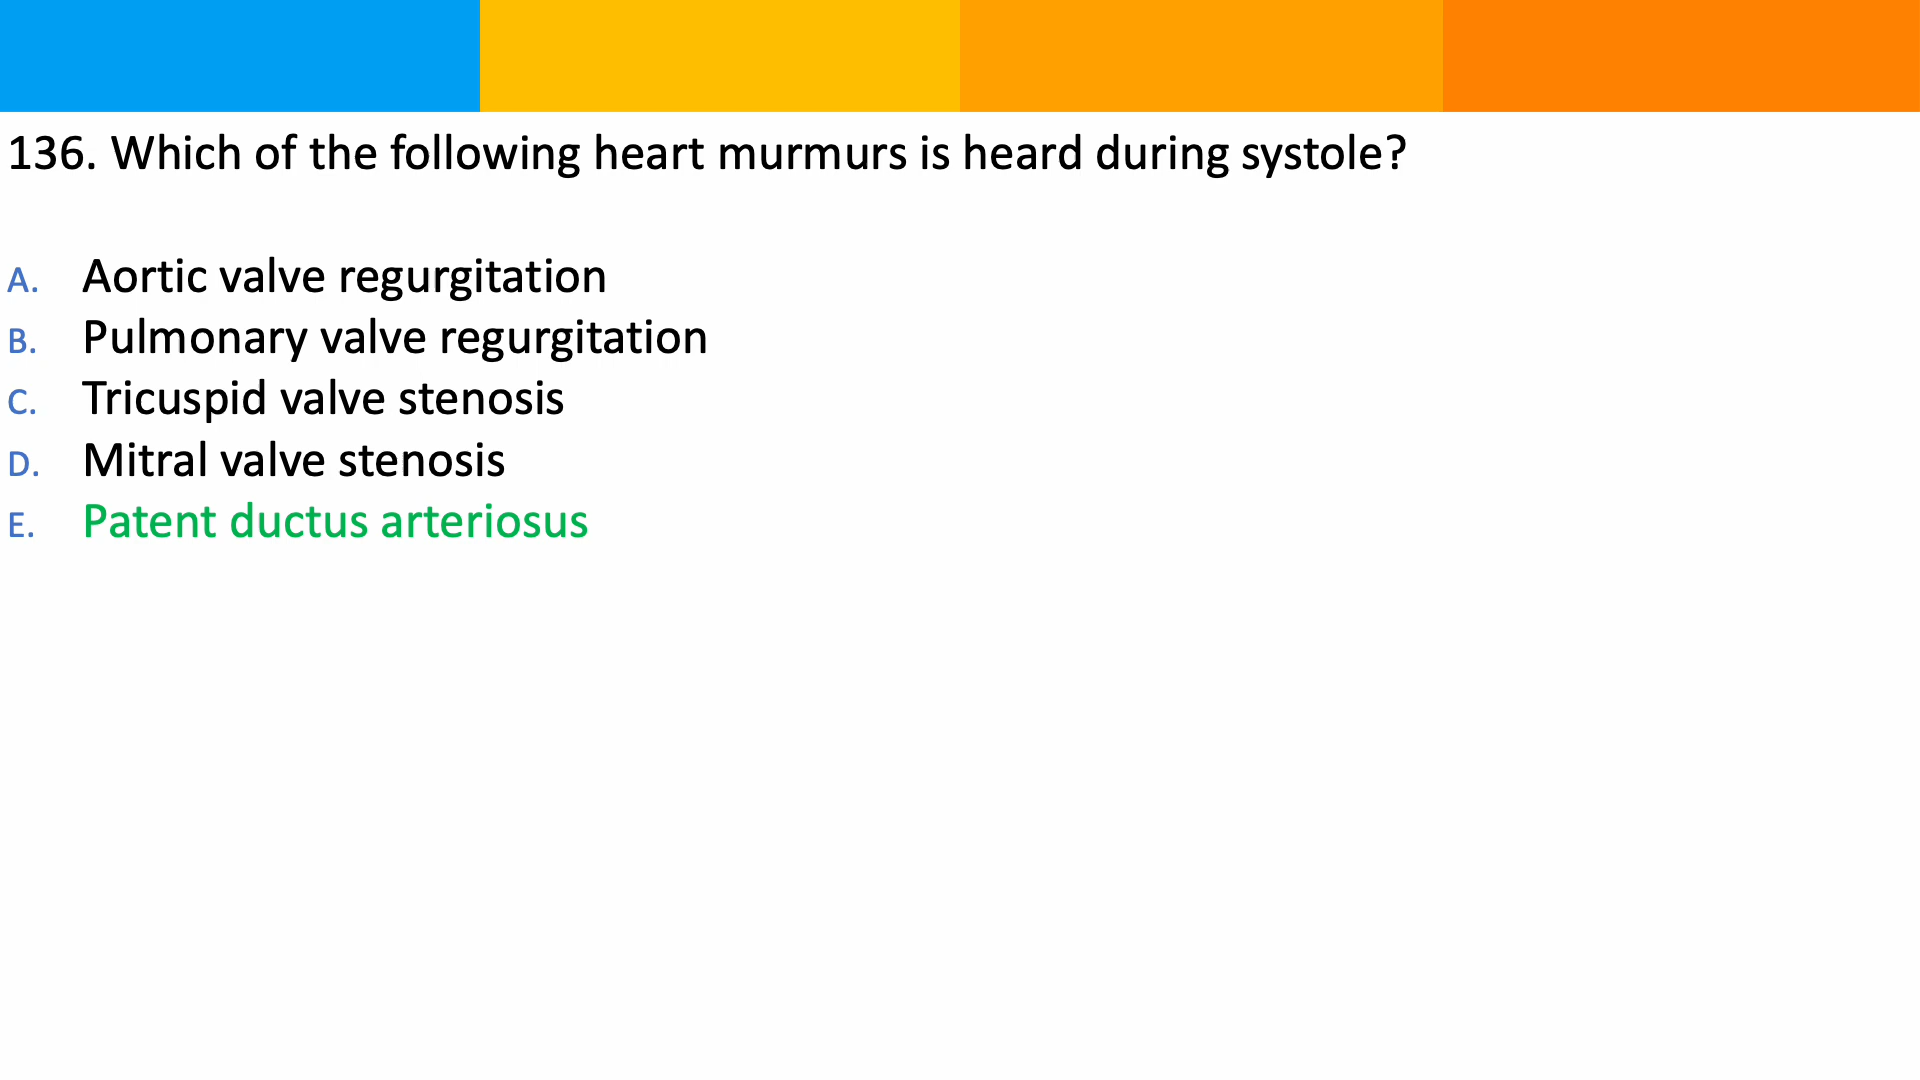 136. Which of the following heart murmurs is heard during systole?
A. Aortic valve regurgitation
B. Pulmonary valve regurgitation
C. Tricuspid valve stenosis
D. Mitral valve stenosis
E. Patent ductus arteriosus